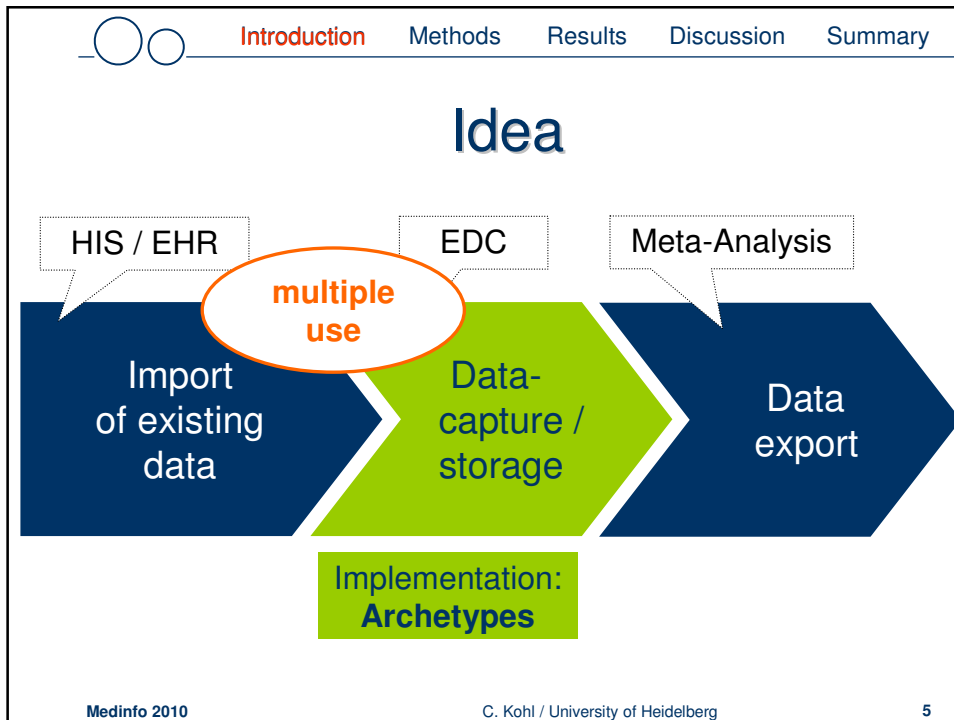 Introduction Methods Results Discussion Summary
Idea
HIS / EHR
EDC
Meta-Analysis
multiple
use
Import
of existing
data
Data-
capture /
storage
Data
export
Implementation:
Archetypes
Medinfo 2010 C. Kohl / University of Heidelberg 5